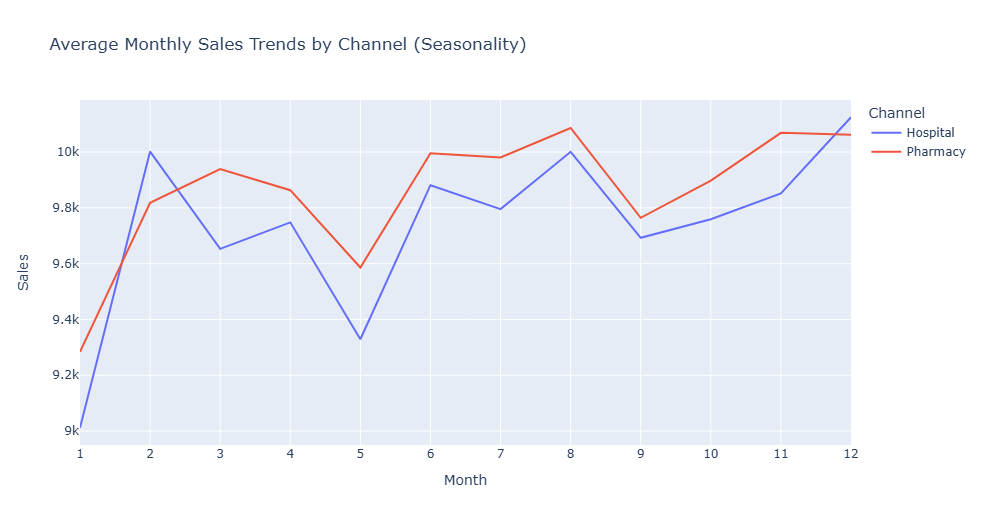 Average Monthly Sales Trends by Channel (Seasonality)
Channel
Hospital
Pharmacy
10k
9.8k
9.6k
9.4k
9.2k
9k
Sales
1 2 3 4 5 6 7 8 9 10 11 12
Month